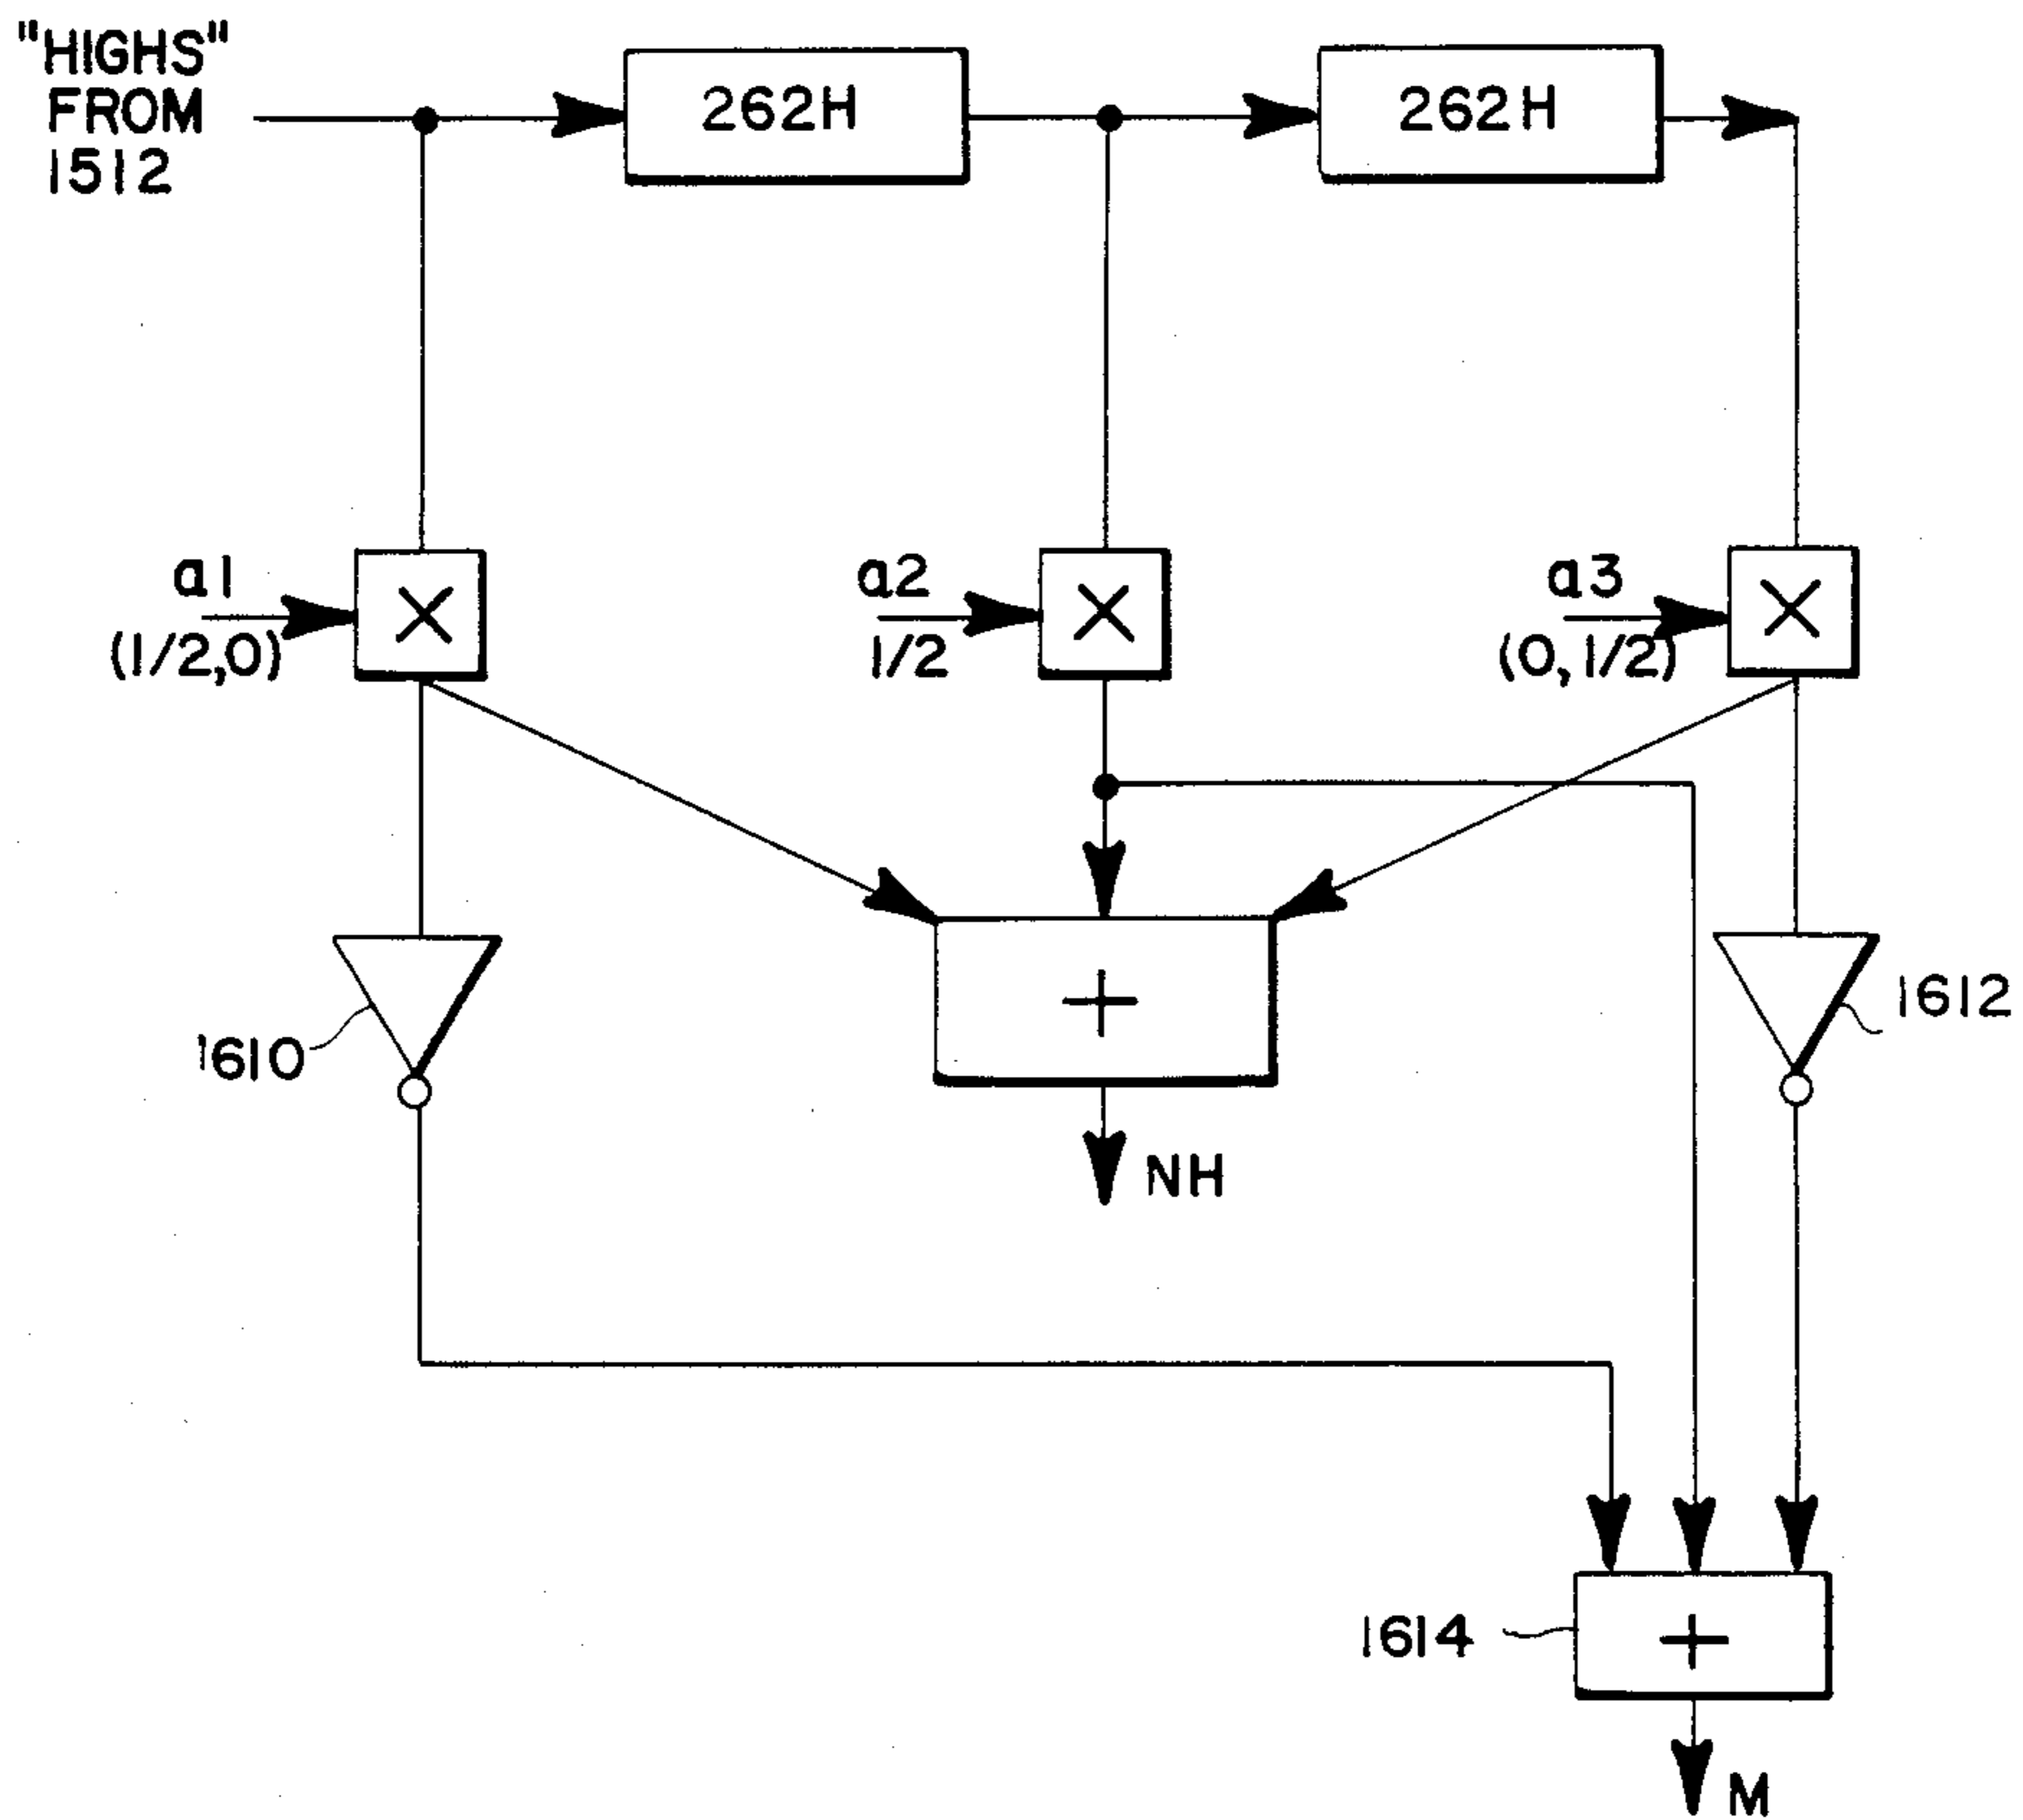 "HIGHS"
FROM
1512
262H
262H
a1
(1/2,0)
×
a2
1/2
×
a3
(0,1/2)
×
1610
+
1612
NH
1614
+
M